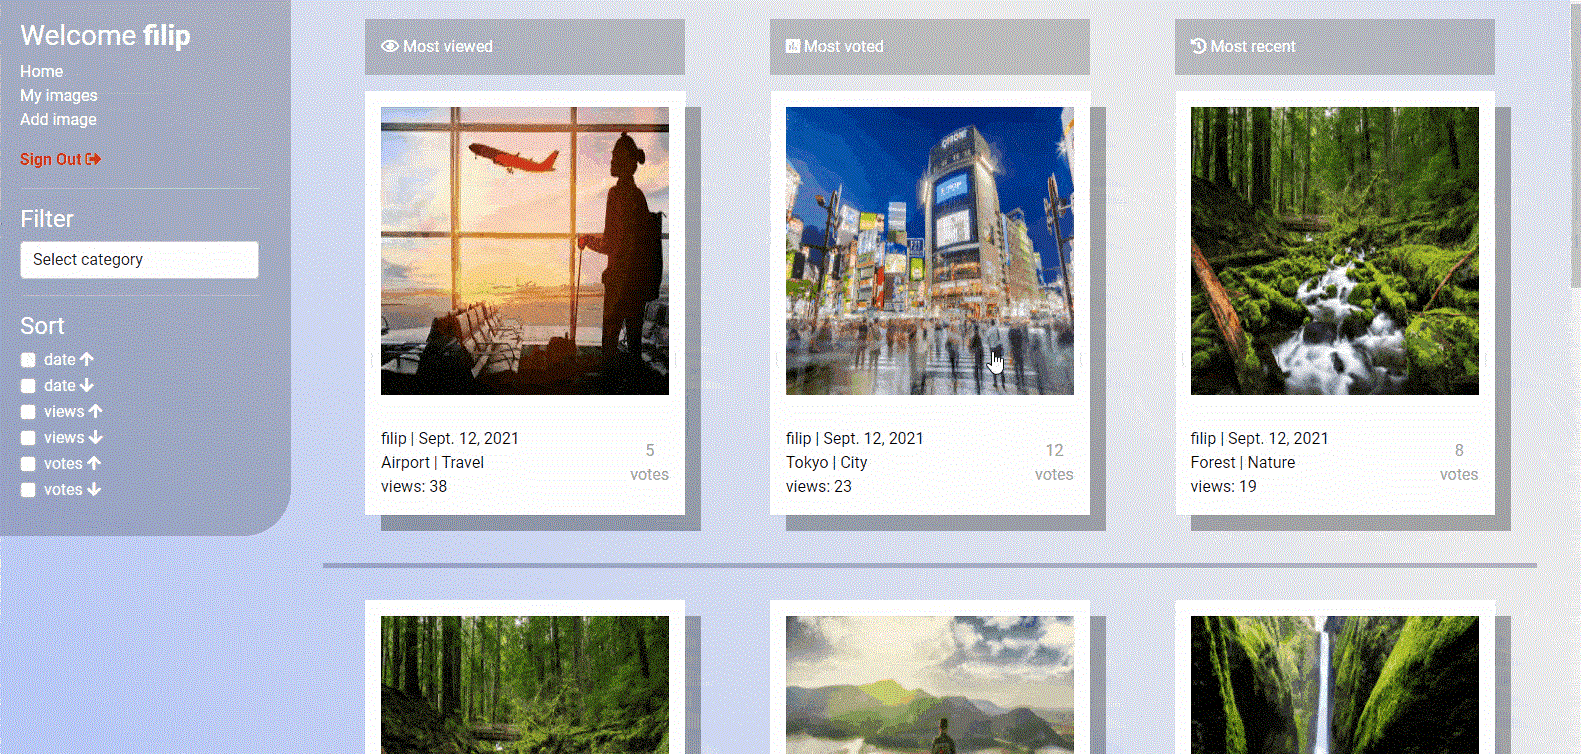 Welcome filip
Home
My images
Add image
Sign Out
Filter
Select category
Sort
date
date
views
views
votes
votes
Most viewed
Most voted
Most recent
filip | Sept. 12, 2021
Airport | Travel
views: 38
5
votes
filip | Sept. 12, 2021
Tokyo | City
views: 23
12
votes
filip | Sept. 12, 2021
Forest | Nature
views: 19
8
votes